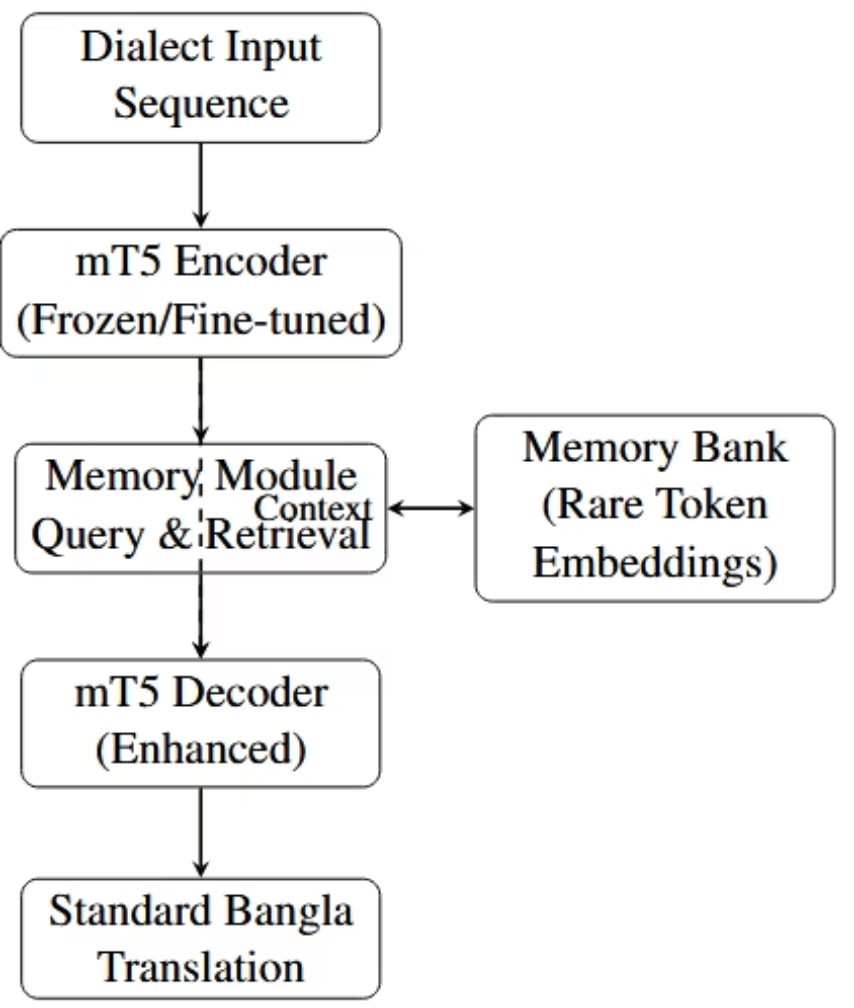 Dialect Input
Sequence
mT5 Encoder
(Frozen/Fine-tuned)
Memory Module
Context
Query & Retrieval
Memory Bank
(Rare Token
Embeddings)
mT5 Decoder
(Enhanced)
Standard Bangla
Translation